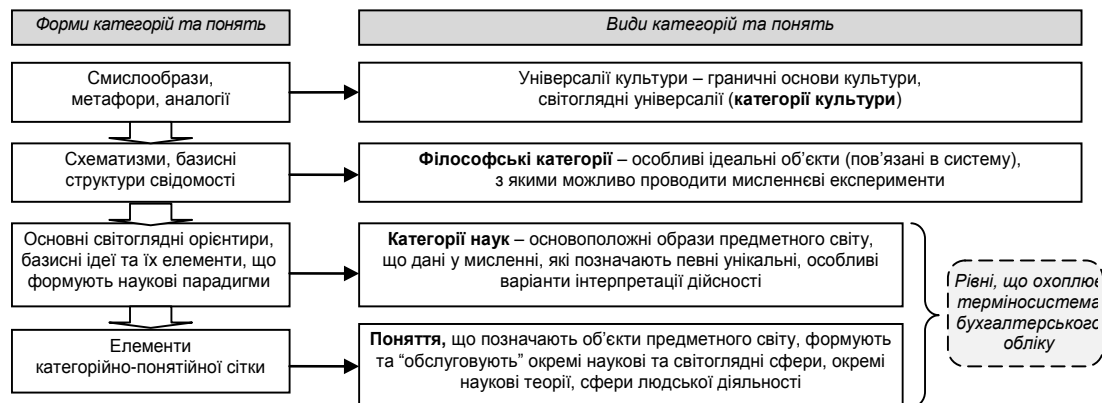 Форми категорій та понять
Види категорій та понять
Смислообрази,
метафори, аналогії
Універсалії культури – граничні основи культури,
світоглядні універсалії (категорії культури)
Схематизми, базисні
структури свідомості
Філософські категорії – особливі ідеальні об’єкти (пов’язані в систему),
з якими можливо проводити мисленнєві експерименти
Основні світоглядні орієнтири,
базисні ідеї та їх елементи, що
формують наукові парадигми
Категорії наук – основоположні образи предметного світу,
що дані у мисленні, які позначають певні унікальні, особливі
варіанти інтерпретації дійсності
Елементи
категорійно-понятійної сітки
Поняття, що позначають об’єкти предметного світу, формують
та “обслуговують” окремі наукові та світоглядні сфери, окремі
наукові теорії, сфери людської діяльності
Рівні, що охоплює
терміносистема
бухгалтерського
обліку